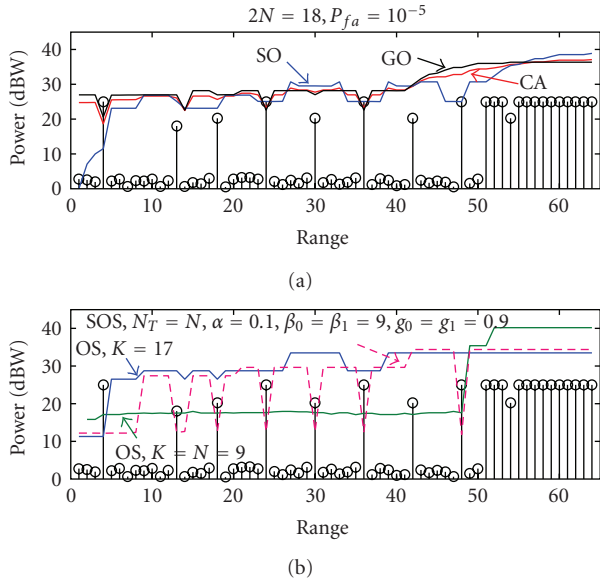 2N = 18, P_{fa} = 10^{-5}
Power (dBW)
40
30
20
10
0
SO
GO
CA
0 10 20 30 40 50 60
Range
(a)
Power (dBW)
40
30
20
10
0
SOS, N_T = N, α = 0.1, β_0 = β_1 = 9, g_0 = g_1 = 0.9
OS, K = 17
OS, K = N = 9
0 10 20 30 40 50 60
Range
(b)